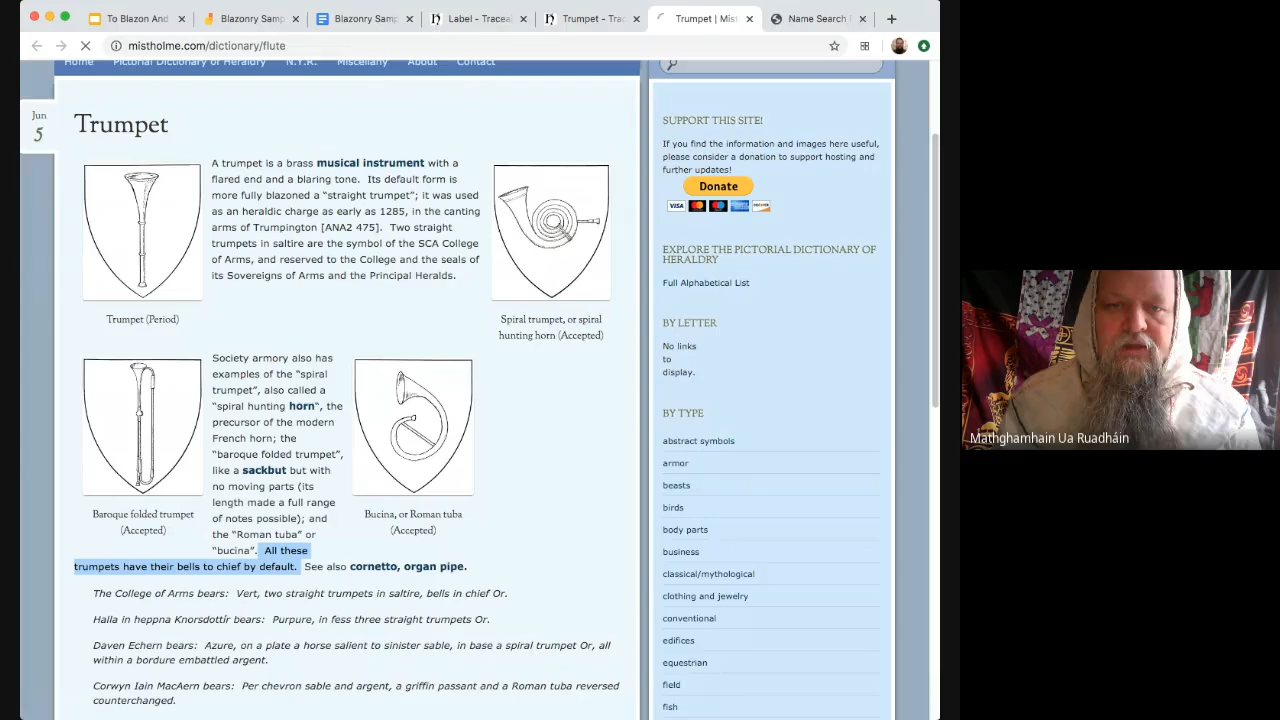 To Blazon And
Blazonry Samp
Blazonry Samp
Label - Tracea
Trumpet - Trac
Trumpet | Mist
Name Search
mistholme.com/dictionary/flute
Home
Pictorial Dictionary of Heraldry
N.Y.R.
Miscellany
About
Contact
Jun
5
Trumpet
A trumpet is a brass musical instrument with a
flared end and a blaring tone. Its default form is
more fully blazoned a “straight trumpet”; it was used
as an heraldic charge as early as 1285, in the canting
arms of Trumpington [ANA2 475]. Two straight
trumpets in saltire are the symbol of the SCA College
of Arms, and reserved to the College and the seals of
its Sovereigns of Arms and the Principal Heralds.
Trumpet (Period)
Spiral trumpet, or spiral
hunting horn (Accepted)
Society armory also has
examples of the “spiral
trumpet”, also called a
“spiral hunting horn“, the
precursor of the modern
French horn; the
“baroque folded trumpet”,
like a sackbut but with
no moving parts (its
length made a full range
of notes possible); and
the “Roman tuba” or
“bucina”. All these
trumpets have their bells to chief by default. See also cornetto, organ pipe.
Baroque folded trumpet
(Accepted)
Bucina, or Roman tuba
(Accepted)
The College of Arms bears: Vert, two straight trumpets in saltire, bells in chief Or.
Halla in heppna Knorsdottír bears: Purpure, in fess three straight trumpets Or.
Daven Echern bears: Azure, on a plate a horse salient to sinister sable, in base a spiral trumpet Or, all
within a bordure embattled argent.
Corwyn Iain MacAern bears: Per chevron sable and argent, a griffin passant and a Roman tuba reversed
counterchanged.
SUPPORT THIS SITE!
If you find the information and images here useful,
please consider a donation to support hosting and
further updates!
Donate
VISA
EXPLORE THE PICTORIAL DICTIONARY OF
HERALDRY
Full Alphabetical List
BY LETTER
No links
to
display.
BY TYPE
abstract symbols
armor
beasts
birds
body parts
business
classical/mythological
clothing and jewelry
conventional
edifices
equestrian
field
fish
Mathghamhain Ua Ruadháin